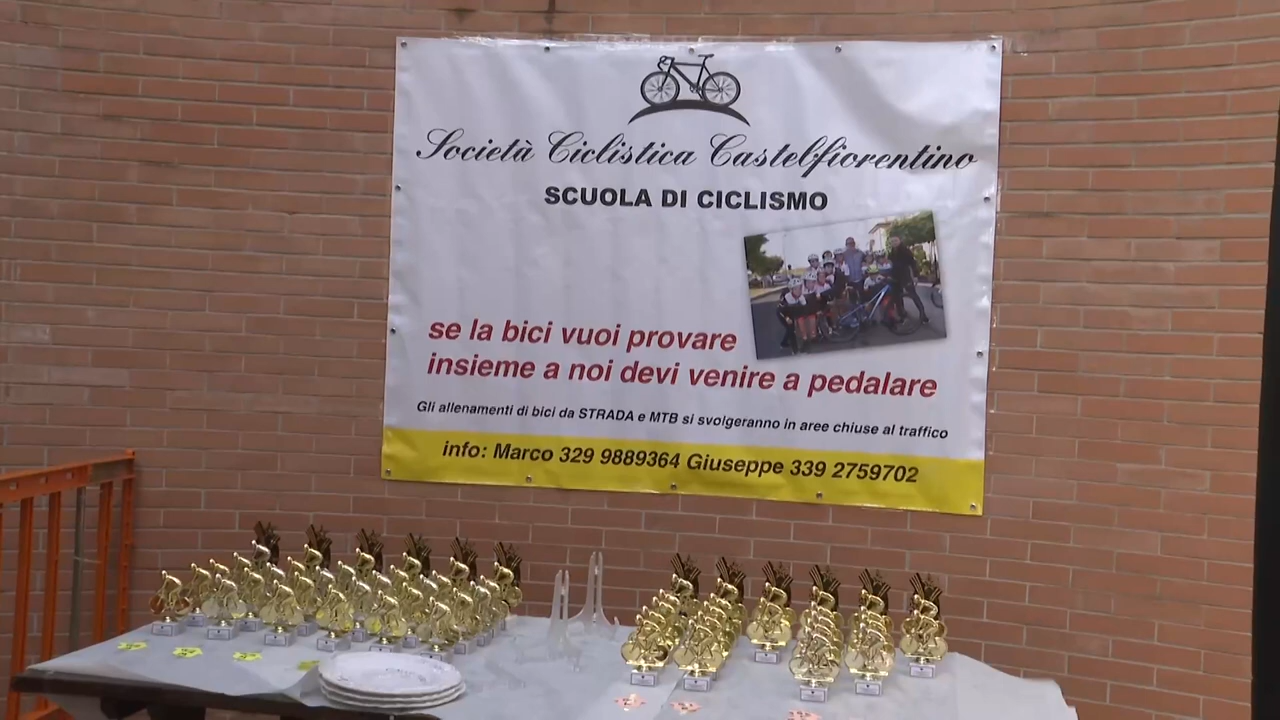 Società Ciclistica Castelfiorentino
SCUOLA DI CICLISMO
se la bici vuoi provare
insieme a noi devi venire a pedalare
Gli allenamenti di bici da STRADA e MTB si svolgeranno in aree chiuse al traffico
info: Marco 329 9889364 Giuseppe 339 2759702